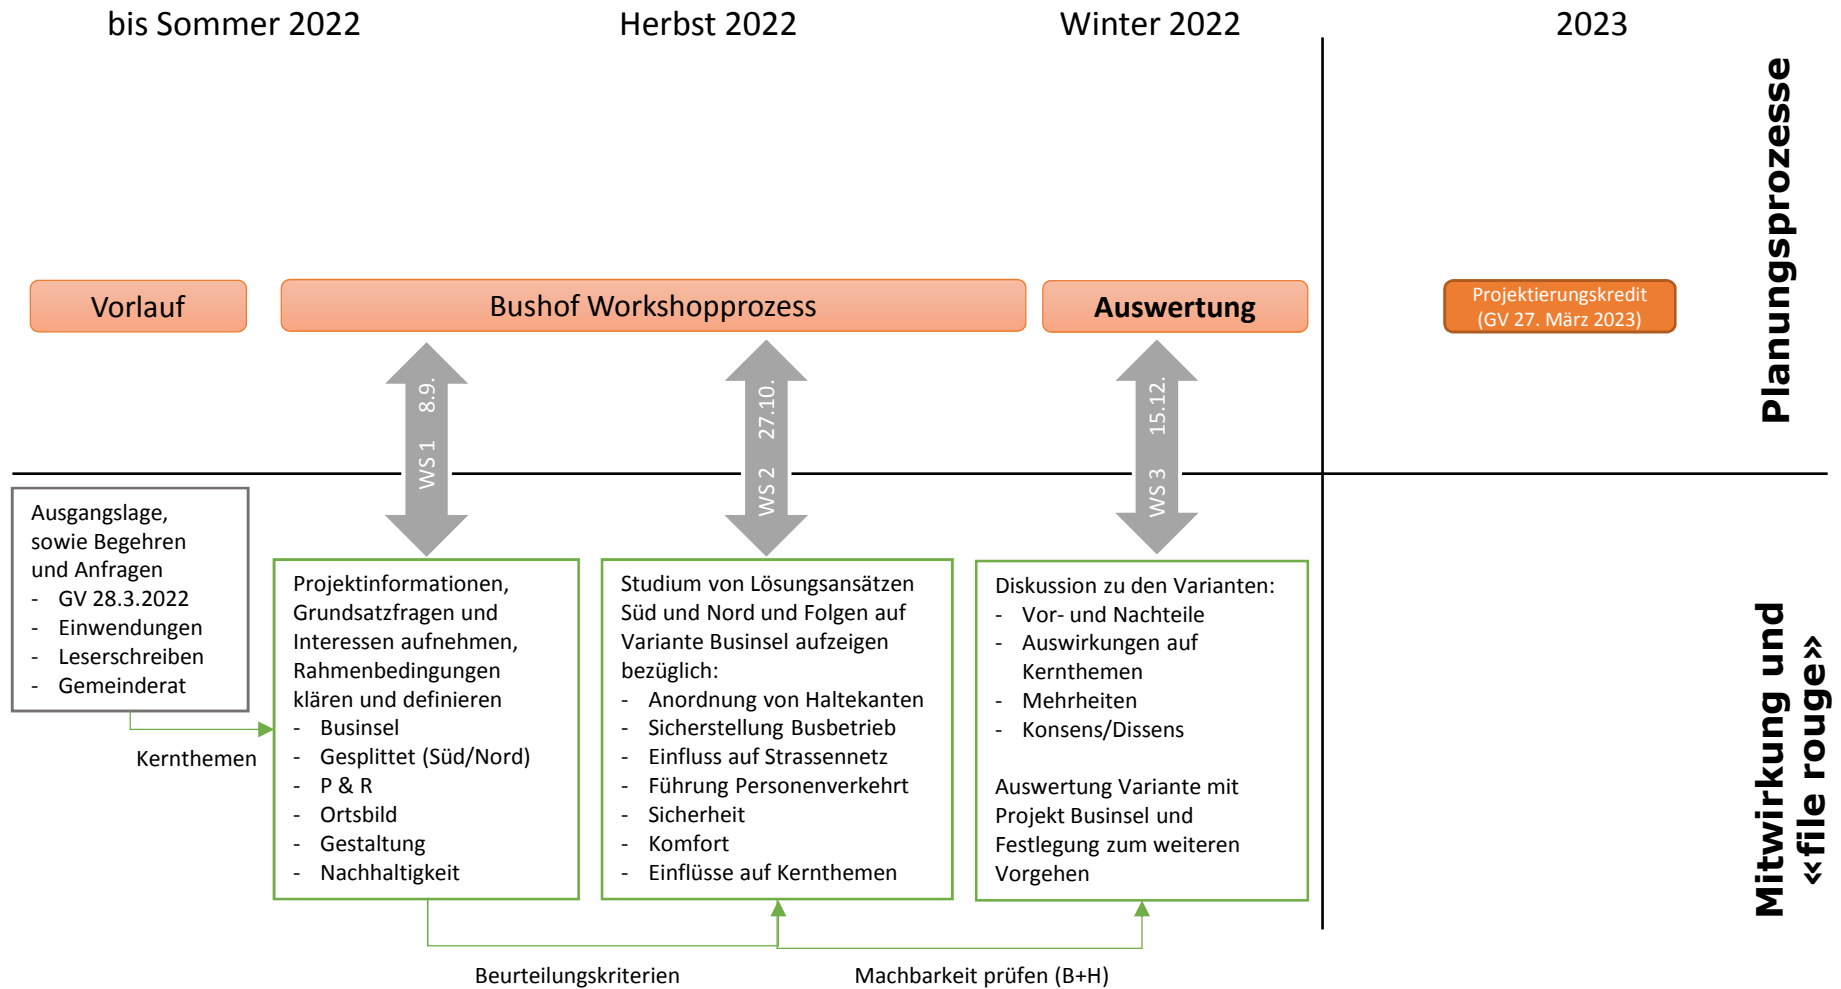 bis Sommer 2022
Herbst 2022
Winter 2022
2023
Planungsprozesse
Vorlauf
Bushof Workshopprozess
Auswertung
Projektierungskredit
(GV 27. März 2023)
WS 1 8.9.
WS 2 27.10.
WS 3 15.12.
Ausgangslage,
sowie Begehren
und Anfragen
- GV 28.3.2022
- Einwendungen
- Leserschreiben
- Gemeinderat
Kernthemen
Projektinformationen,
Grundsatzfragen und
Interessen aufnehmen,
Rahmenbedingungen
klären und definieren
- Businsel
- Gesplittet (Süd/Nord)
- P & R
- Ortsbild
- Gestaltung
- Nachhaltigkeit
Studium von Lösungsansätzen
Süd und Nord und Folgen auf
Variante Businsel aufzeigen
bezüglich:
- Anordnung von Haltekanten
- Sicherstellung Busbetrieb
- Einfluss auf Strassennetz
- Führung Personenverkehrt
- Sicherheit
- Komfort
- Einflüsse auf Kernthemen
Diskussion zu den Varianten:
- Vor- und Nachteile
- Auswirkungen auf
Kernthemen
- Mehrheiten
- Konsens/Dissens
Auswertung Variante mit
Projekt Businsel und
Festlegung zum weiteren
Vorgehen
Mitwirkung und
«file rouge»
Beurteilungskriterien
Machbarkeit prüfen (B+H)